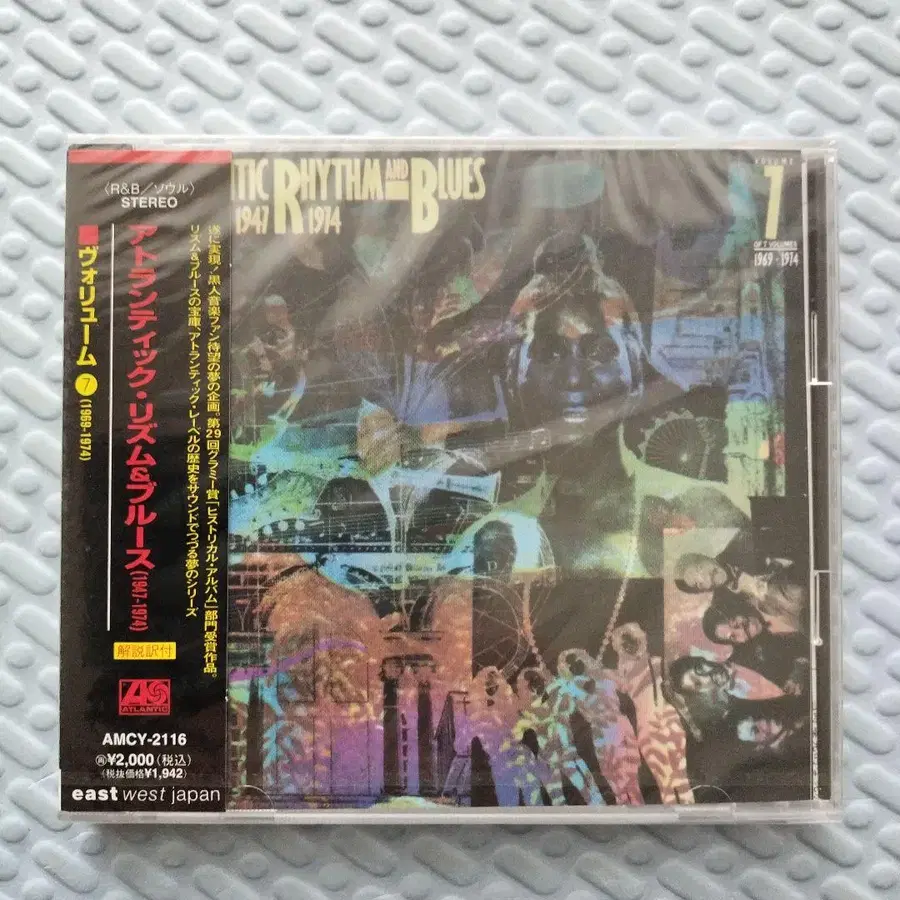 〈R&B/ソウル〉
STEREO
アトランティック・リズム&ブルース(1947-1974)
ヴォリューム 7 (1969-1974)
解説訳付
ATLANTIC
AMCY-2116
¥2,000(税込)
〈税抜価格¥1,942〉
east west japan
遂に実現!黒人音楽ファン待望の夢の企画。第29回グラミー賞「ヒストリカル・アルバム」部門受賞作品。
リズム&ブルースの宝庫、アトランティック・レーベルの歴史をサウンドでつづる夢のシリーズ
TIC RHYTHM AND BLUES
1947 1974
VOLUME
7
OF 7 VOLUMES
1969-1974